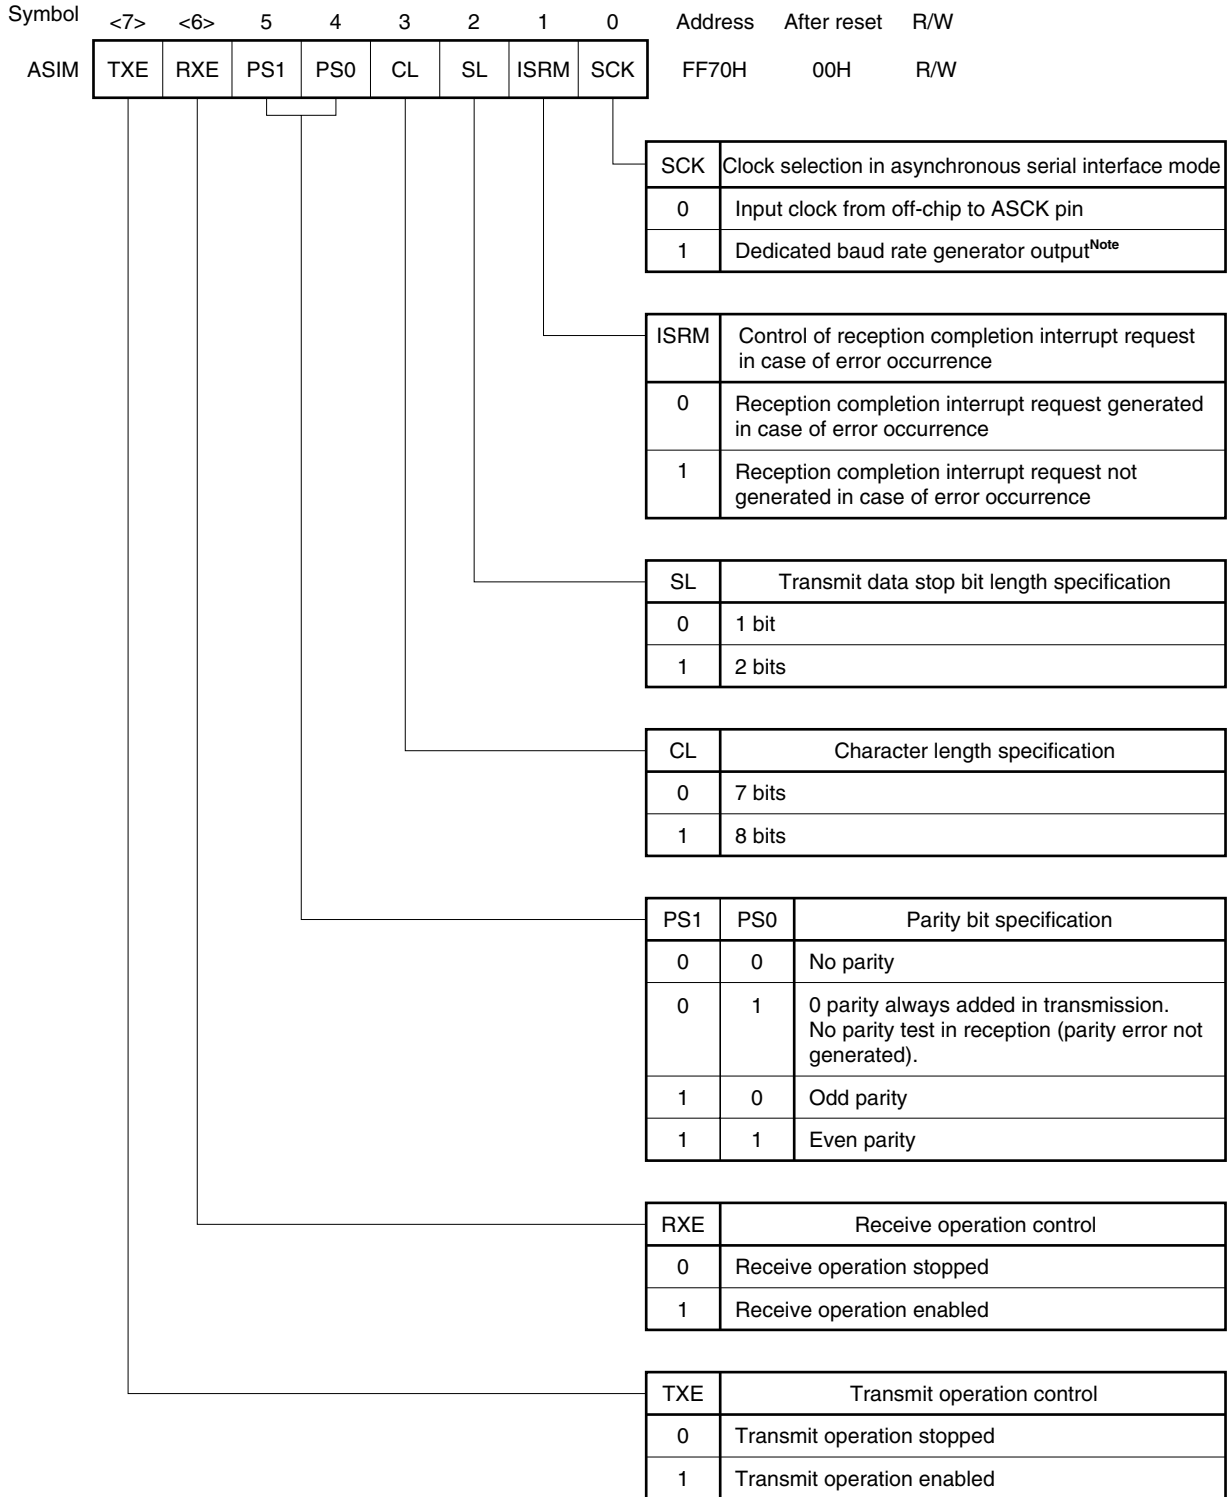 Symbol <7> <6> 5 4 3 2 1 0 Address After reset R/W
ASIM TXE RXE PS1 PS0 CL SL ISRM SCK FF70H 00H R/W
SCK Clock selection in asynchronous serial interface mode
0 Input clock from off-chip to ASCK pin
1 Dedicated baud rate generator outputNote
ISRM Control of reception completion interrupt request
in case of error occurrence
0 Reception completion interrupt request generated
in case of error occurrence
1 Reception completion interrupt request not
generated in case of error occurrence
SL Transmit data stop bit length specification
0 1 bit
1 2 bits
CL Character length specification
0 7 bits
1 8 bits
PS1 PS0 Parity bit specification
0 0 No parity
0 1 0 parity always added in transmission.
No parity test in reception (parity error not
generated).
1 0 Odd parity
1 1 Even parity
RXE Receive operation control
0 Receive operation stopped
1 Receive operation enabled
TXE Transmit operation control
0 Transmit operation stopped
1 Transmit operation enabled